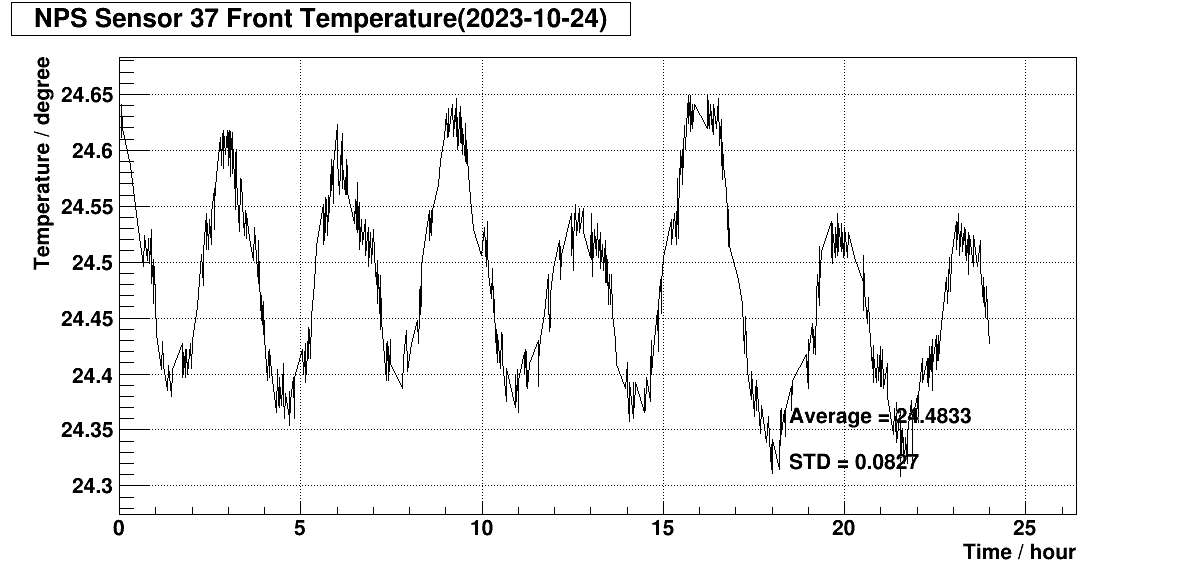 NPS Sensor 37 Front Temperature(2023-10-24)
Temperature / degree
24.65
24.6
24.55
24.5
24.45
24.4
24.35
24.3
Average = 24.4833
STD = 0.0827
0 5 10 15 20 25
Time / hour